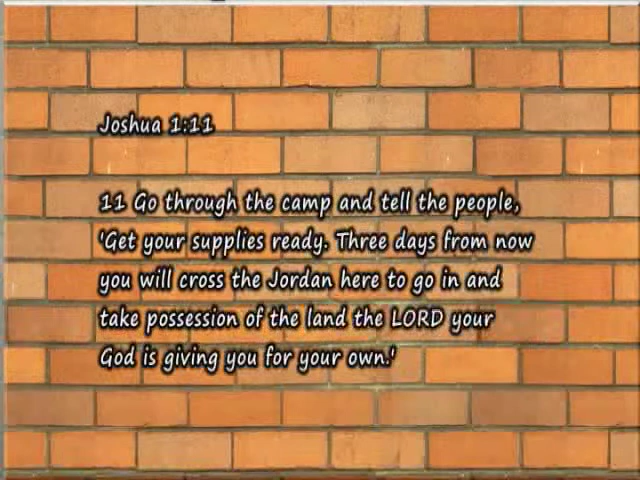 Joshua 1:11
11 Go through the camp and tell the people,
'Get your supplies ready. Three days from now
you will cross the Jordan here to go in and
take possession of the land the LORD your
God is giving you for your own.'